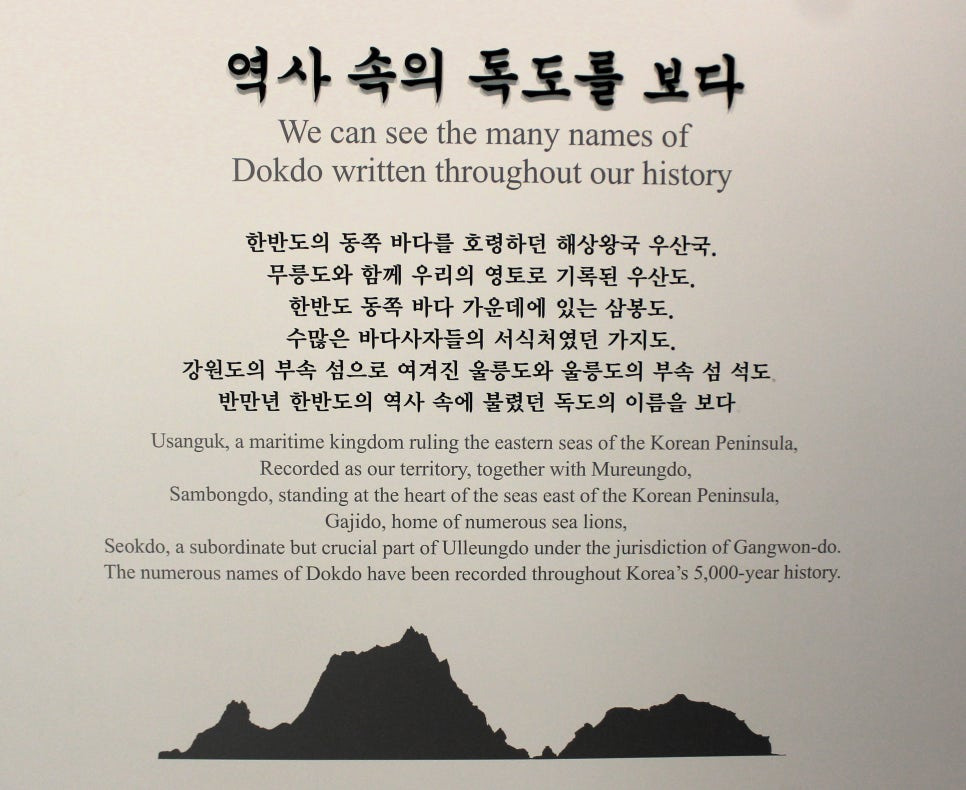 역사 속의 독도를 보다
We can see the many names of
Dokdo written throughout our history
한반도의 동쪽 바다를 호령하던 해상왕국 우산국.
무릉도와 함께 우리의 영토로 기록된 우산도.
한반도 동쪽 바다 가운데에 있는 삼봉도.
수많은 바다사자들의 서식처였던 가지도.
강원도의 부속 섬으로 여겨진 울릉도와 울릉도의 부속 섬 석도.
반만년 한반도의 역사 속에 불렸던 독도의 이름을 보다
Usanguk, a maritime kingdom ruling the eastern seas of the Korean Peninsula,
Recorded as our territory, together with Mureungdo,
Sambongdo, standing at the heart of the seas east of the Korean Peninsula,
Gajido, home of numerous sea lions,
Seokdo, a subordinate but crucial part of Ulleungdo under the jurisdiction of Gangwon-do.
The numerous names of Dokdo have been recorded throughout Korea's 5,000-year history.